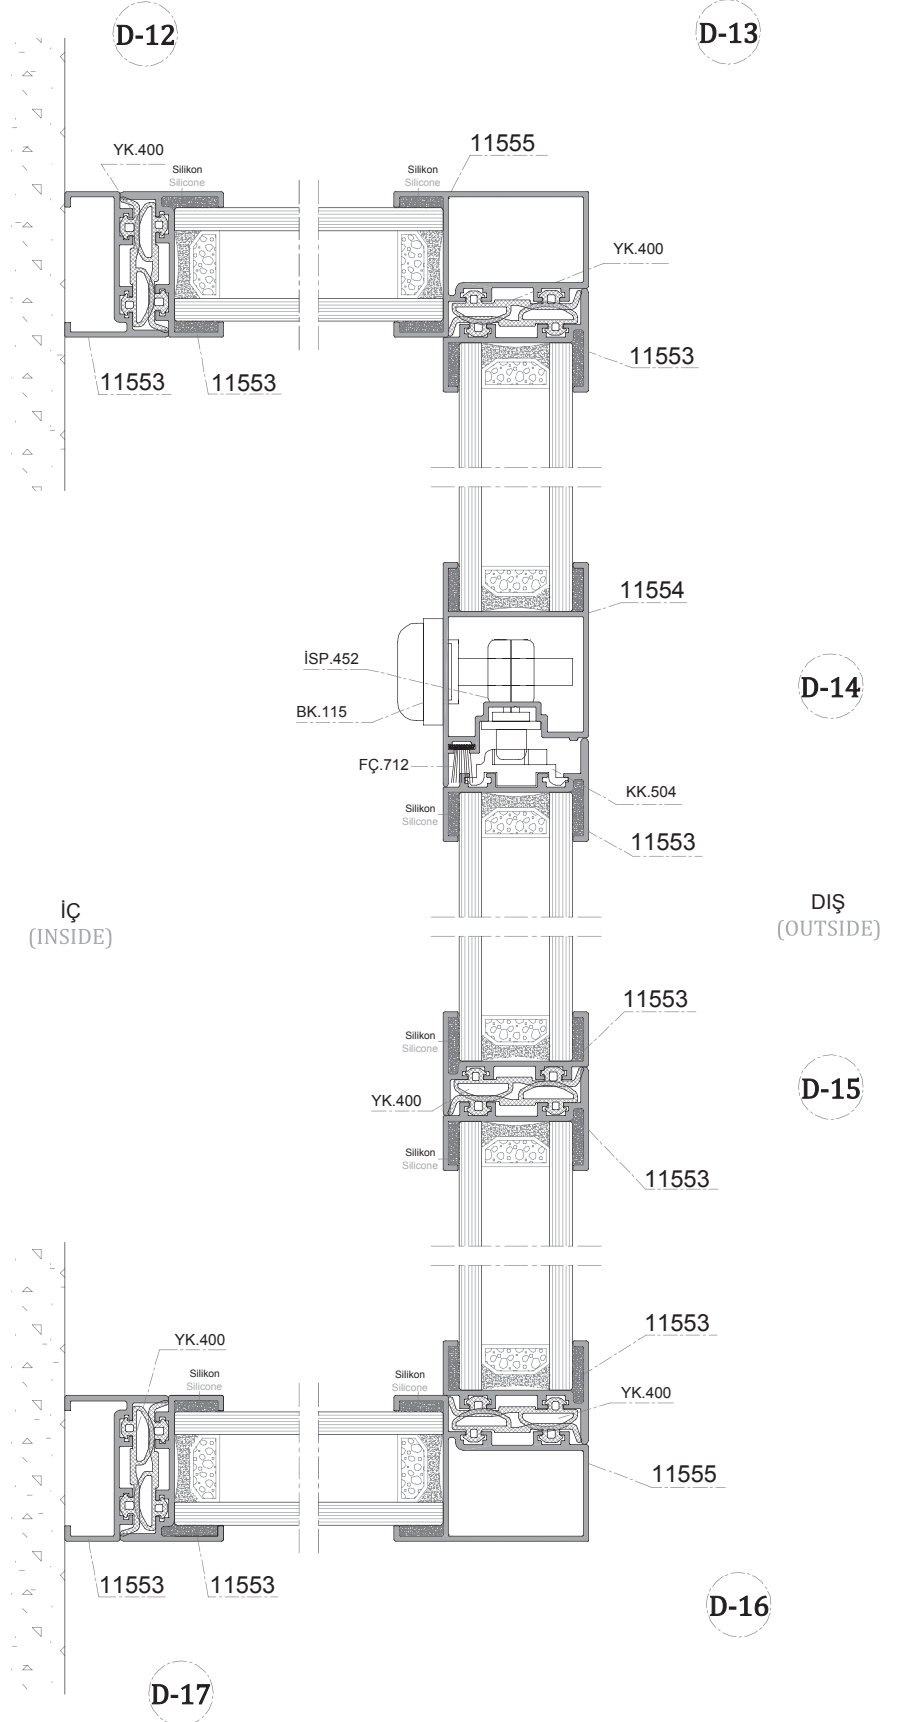 D-12
D-13
11555
YK.400
Silikon
Silicone
Silikon
Silicone
YK.400
11553
11553
11553
11554
İSP.452
D-14
BK.115
FÇ.712
KK.504
Silikon
Silicone
11553
İÇ
(INSIDE)
DIŞ
(OUTSIDE)
11553
Silikon
Silicone
D-15
YK.400
Silikon
Silicone
11553
11553
YK.400
Silikon
Silicone
Silikon
Silicone
YK.400
11555
11553
11553
D-16
D-17